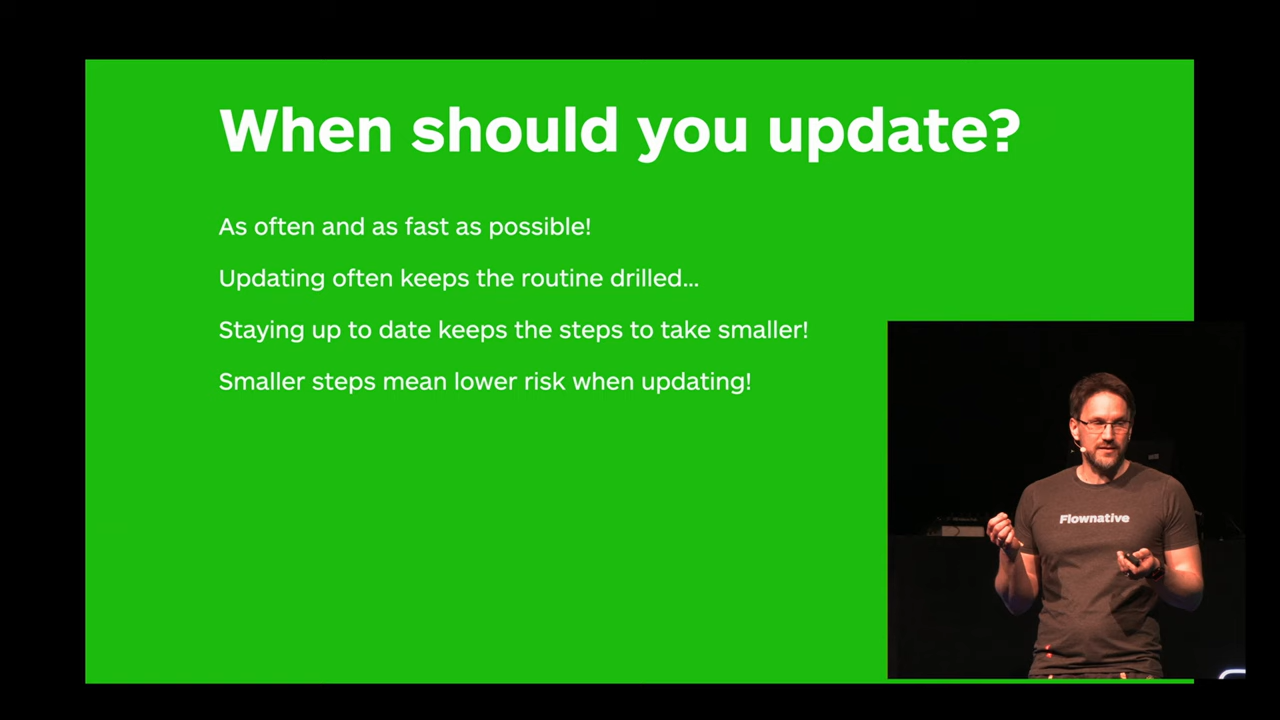 When should you update?
As often and as fast as possible!
Updating often keeps the routine drilled...
Staying up to date keeps the steps to take smaller!
Smaller steps mean lower risk when updating!
Flownative